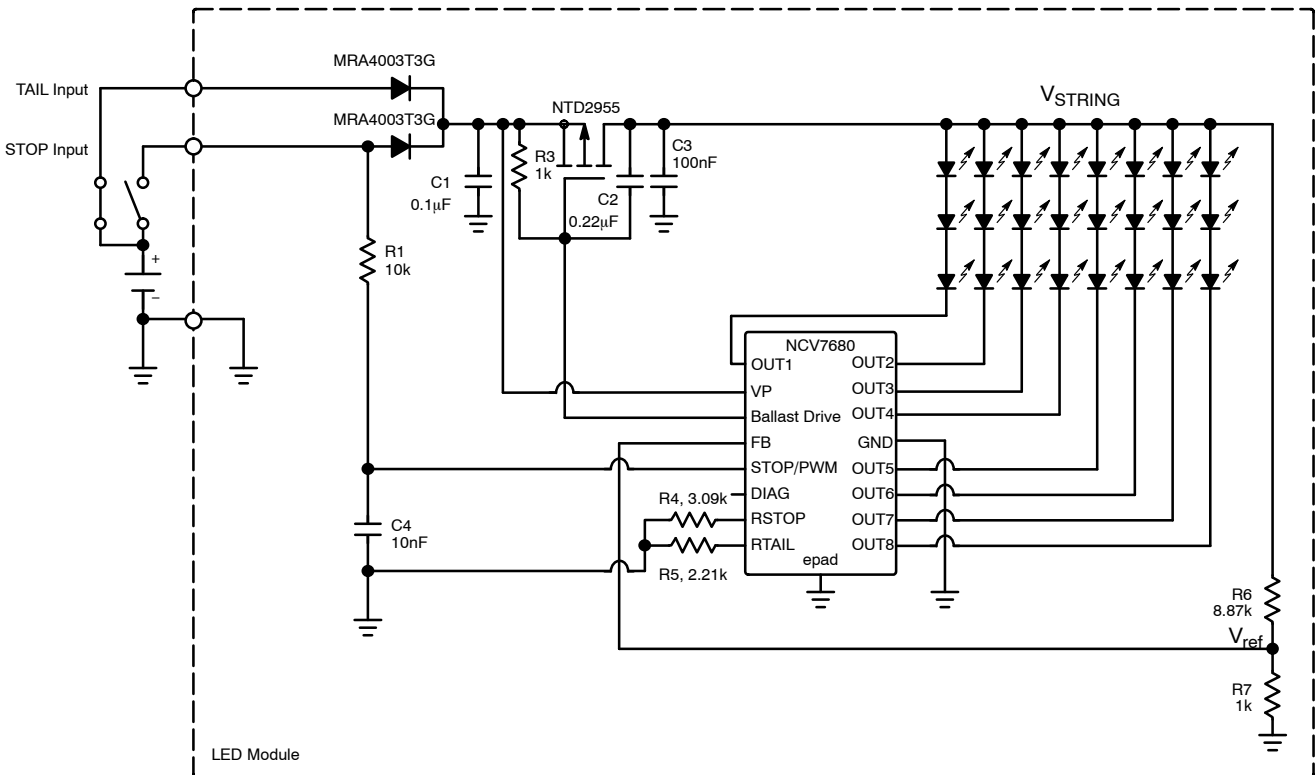 MRA4003T3G
TAIL Input
NTD2955
V_STRING
MRA4003T3G
STOP Input
R3
1k
C3
100nF
C1
0.1μF
C2
0.22μF
R1
10k
+
–
NCV7680
OUT1
OUT2
VP
OUT3
Ballast Drive
OUT4
FB
GND
STOP/PWM
OUT5
DIAG
OUT6
R4, 3.09k
RSTOP
OUT7
RTAIL
OUT8
R5, 2.21k
epad
C4
10nF
R6
8.87k
V_ref
R7
1k
LED Module